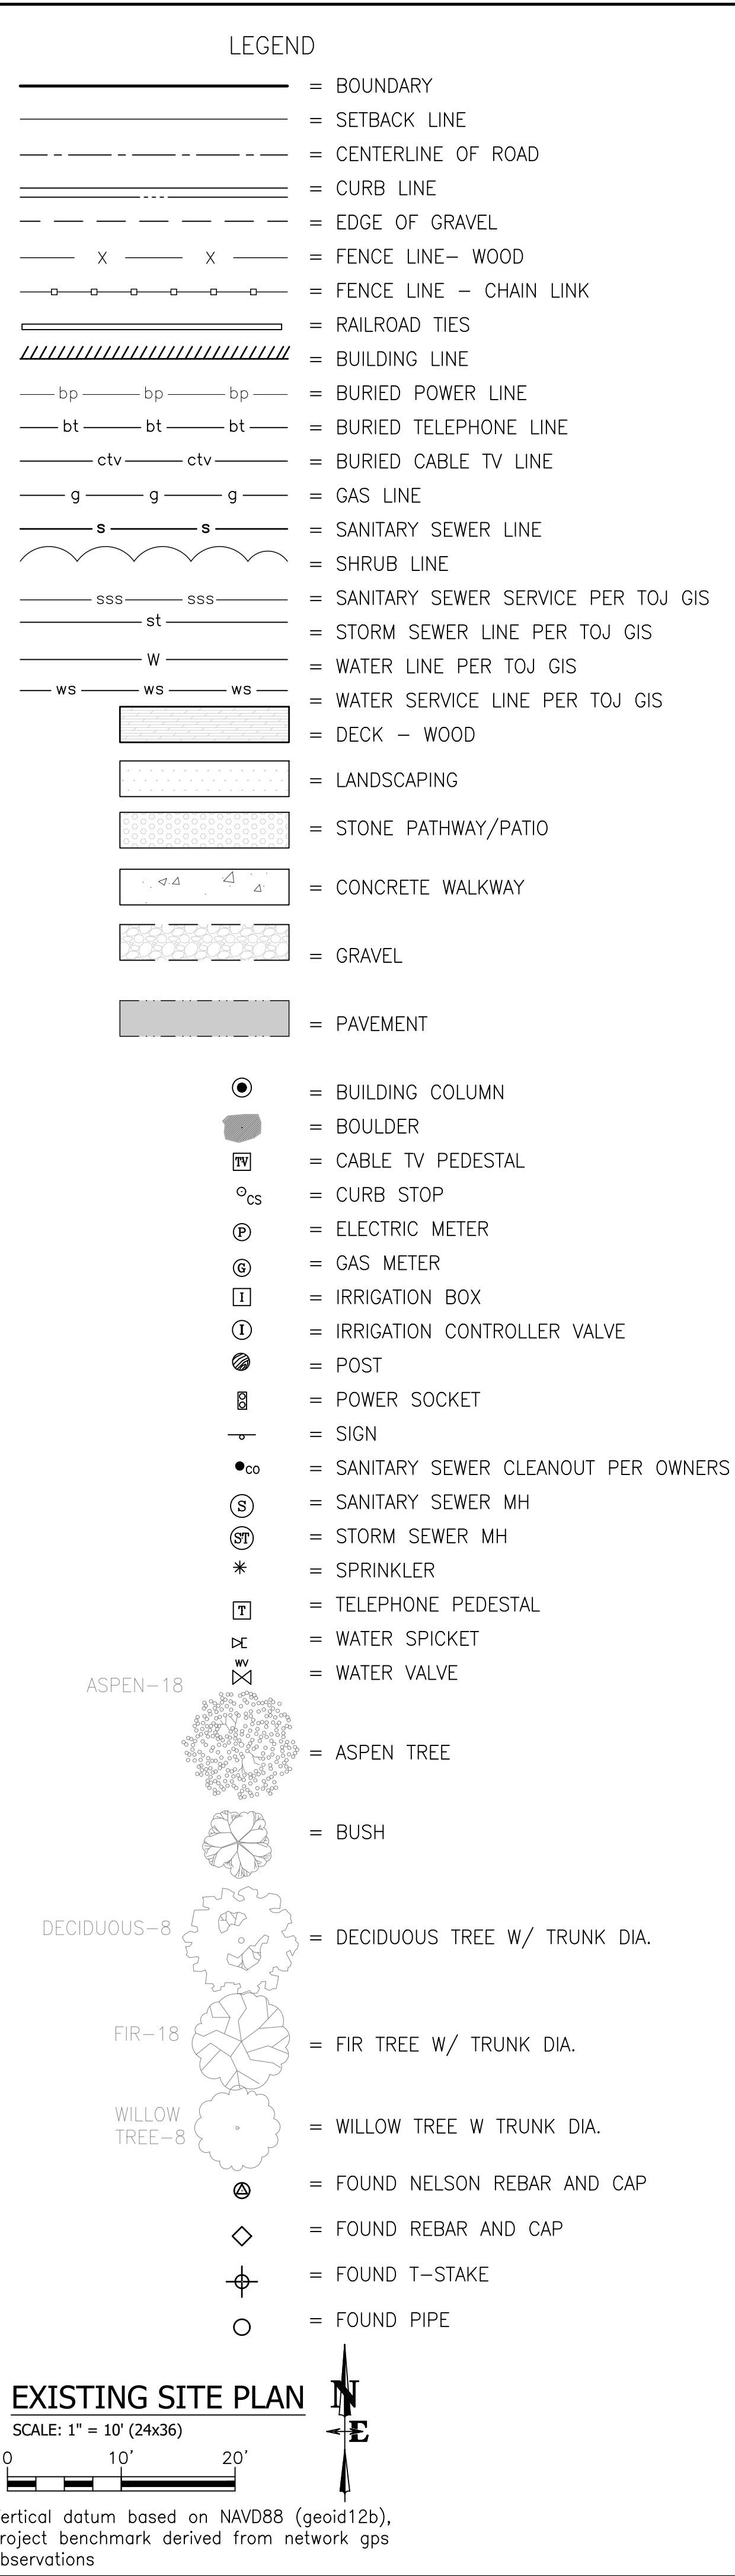 LEGEND
= BOUNDARY
= SETBACK LINE
= CENTERLINE OF ROAD
= CURB LINE
= EDGE OF GRAVEL
X X = FENCE LINE- WOOD
= FENCE LINE - CHAIN LINK
= RAILROAD TIES
= BUILDING LINE
bp bp bp = BURIED POWER LINE
bt bt bt = BURIED TELEPHONE LINE
ctv ctv = BURIED CABLE TV LINE
g g g = GAS LINE
s s = SANITARY SEWER LINE
= SHRUB LINE
sss sss = SANITARY SEWER SERVICE PER TOJ GIS
st = STORM SEWER LINE PER TOJ GIS
W = WATER LINE PER TOJ GIS
ws ws ws = WATER SERVICE LINE PER TOJ GIS
= DECK - WOOD
= LANDSCAPING
= STONE PATHWAY/PATIO
= CONCRETE WALKWAY
= GRAVEL
= PAVEMENT
= BUILDING COLUMN
= BOULDER
TV = CABLE TV PEDESTAL
CS = CURB STOP
P = ELECTRIC METER
G = GAS METER
I = IRRIGATION BOX
I = IRRIGATION CONTROLLER VALVE
= POST
= POWER SOCKET
= SIGN
CO = SANITARY SEWER CLEANOUT PER OWNERS
S = SANITARY SEWER MH
ST = STORM SEWER MH
= SPRINKLER
T = TELEPHONE PEDESTAL
= WATER SPICKET
WV = WATER VALVE
ASPEN-18
= ASPEN TREE
= BUSH
DECIDUOUS-8 = DECIDUOUS TREE W/ TRUNK DIA.
FIR-18 = FIR TREE W/ TRUNK DIA.
WILLOW
TREE-8 = WILLOW TREE W TRUNK DIA.
= FOUND NELSON REBAR AND CAP
= FOUND REBAR AND CAP
= FOUND T-STAKE
= FOUND PIPE
EXISTING SITE PLAN N
SCALE: 1" = 10' (24x36) E
0 10' 20'
ertical datum based on NAVD88 (geoid12b),
roject benchmark derived from network gps
bservations